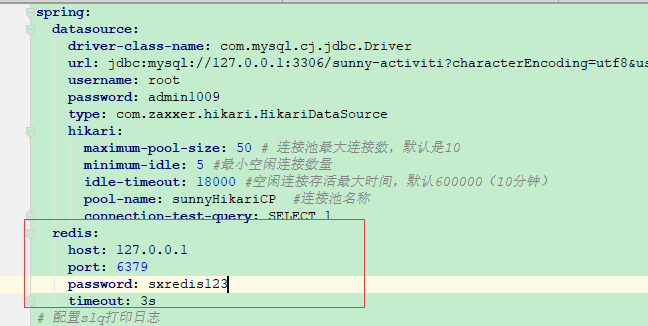 spring:
datasource:
driver-class-name: com.mysql.cj.jdbc.Driver
url: jdbc:mysql://127.0.0.1:3306/sunny-activiti?characterEncoding=utf8&us
username: root
password: admin1009
type: com.zaxxer.hikari.HikariDataSource
hikari:
maximum-pool-size: 50 # 连接池最大连接数，默认是10
minimum-idle: 5 #最小空闲连接数量
idle-timeout: 18000 #空闲连接存活最大时间，默认600000（10分钟）
pool-name: sunnyHikariCP #连接池名称
connection-test-query: SELECT 1
redis:
host: 127.0.0.1
port: 6379
password: sxredis123
timeout: 3s
# 配置slq打印日志